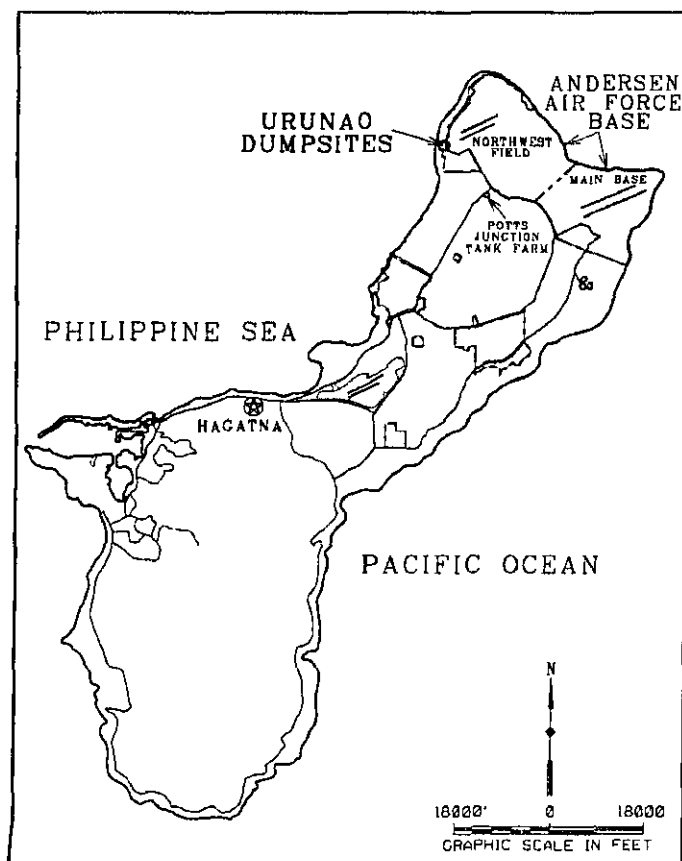 ANDERSEN
AIR FORCE
BASE
URUNAO
DUMPSITES
NORTHWEST
FIELD
MAIN BASE
POTTS
JUNCTION
TANK FARM
PHILIPPINE SEA
HAGATNA
PACIFIC OCEAN
N
18000' 0 18000
GRAPHIC SCALE IN FEET